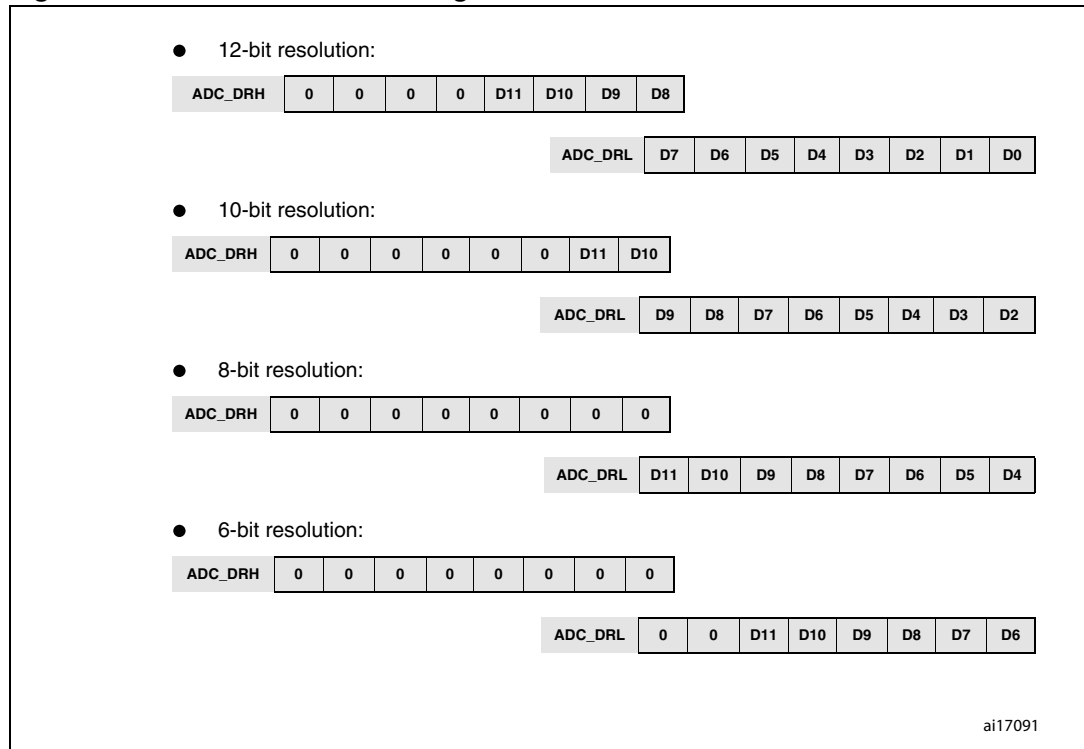 ● 12-bit resolution:
ADC_DRH 0 0 0 0 D11 D10 D9 D8
ADC_DRL D7 D6 D5 D4 D3 D2 D1 D0
● 10-bit resolution:
ADC_DRH 0 0 0 0 0 0 D11 D10
ADC_DRL D9 D8 D7 D6 D5 D4 D3 D2
● 8-bit resolution:
ADC_DRH 0 0 0 0 0 0 0 0
ADC_DRL D11 D10 D9 D8 D7 D6 D5 D4
● 6-bit resolution:
ADC_DRH 0 0 0 0 0 0 0 0
ADC_DRL 0 0 D11 D10 D9 D8 D7 D6
ai17091